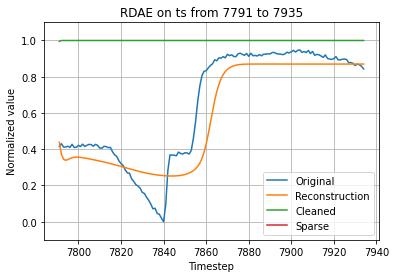 RDAE on ts from 7791 to 7935
Normalized value
1.0
0.8
0.6
0.4
0.2
0.0
Original
Reconstruction
Cleaned
Sparse
7800 7820 7840 7860 7880 7900 7920 7940
Timestep